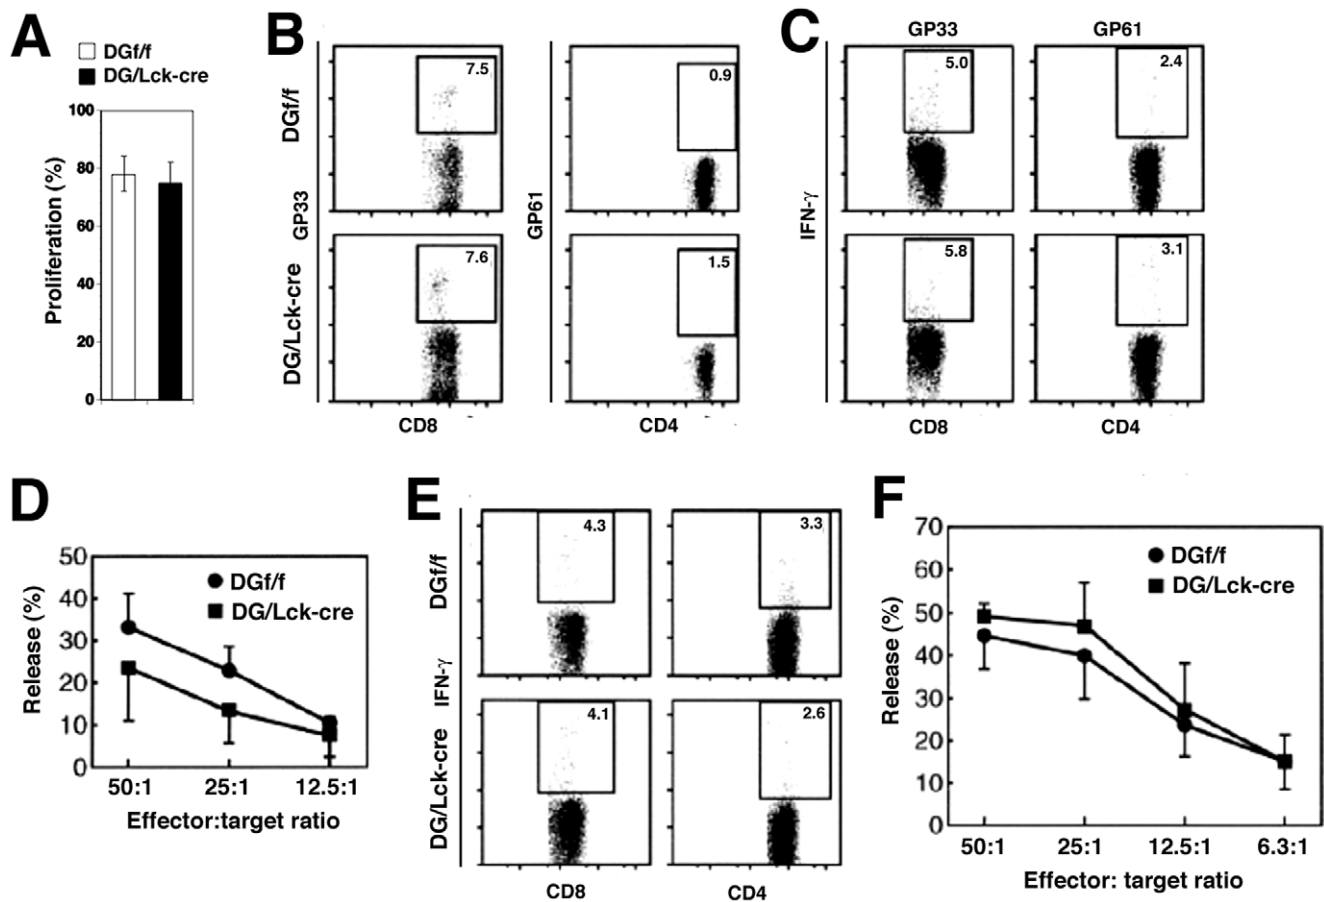 A
DGf/f
DG/Lck-cre
Proliferation (%)
100
80
60
40
20
0
B
DGf/f
DG/Lck-cre
GP33
GP61
7.5
0.9
7.6
1.5
CD8
CD4
C
GP33
GP61
IFN-γ
5.0
2.4
5.8
3.1
CD8
CD4
D
DGf/f
DG/Lck-cre
Release (%)
50
40
30
20
10
0
50:1
25:1
12.5:1
Effector:target ratio
E
DGf/f
DG/Lck-cre
IFN-γ
4.3
3.3
4.1
2.6
CD8
CD4
F
DGf/f
DG/Lck-cre
Release (%)
70
60
50
40
30
20
10
0
50:1
25:1
12.5:1
6.3:1
Effector: target ratio